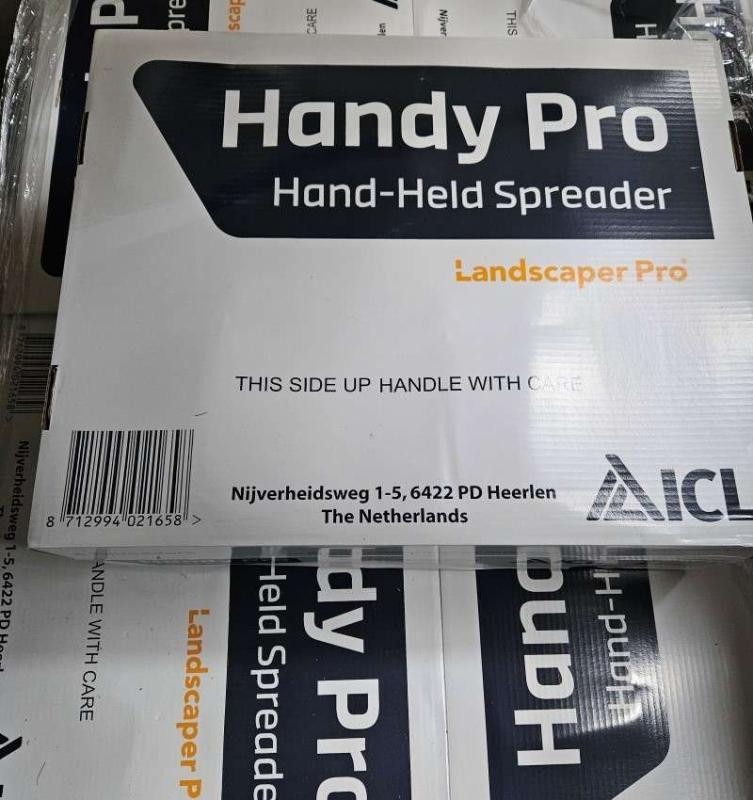 Handy Pro
Hand-Held Spreader
Landscaper Pro
THIS SIDE UP HANDLE WITH CARE
8 712994 021658 >
Nijverheidsweg 1-5, 6422 PD Heerlen
The Netherlands
ICL
CARE
THIS
Nijverheidsweg 1-5, 6422 PD
HANDLE WITH CARE
Landscaper P
Held Spreade
dy Pro
Hand
Hand-H